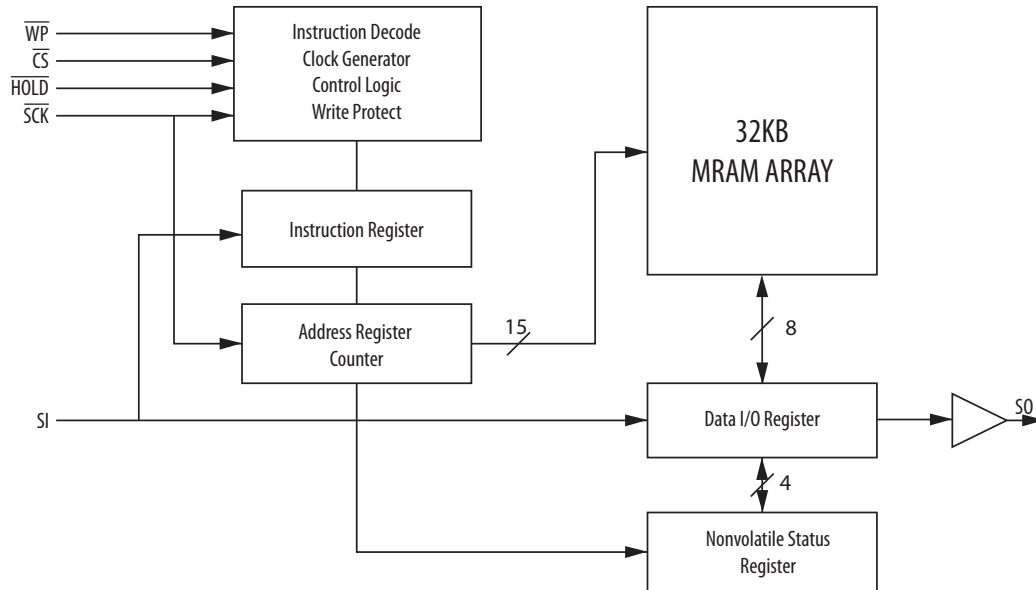 WP
CS
HOLD
SCK
Instruction Decode
Clock Generator
Control Logic
Write Protect
32KB
MRAM ARRAY
Instruction Register
Address Register
Counter
15
8
SI
Data I/O Register
SO
4
Nonvolatile Status
Register